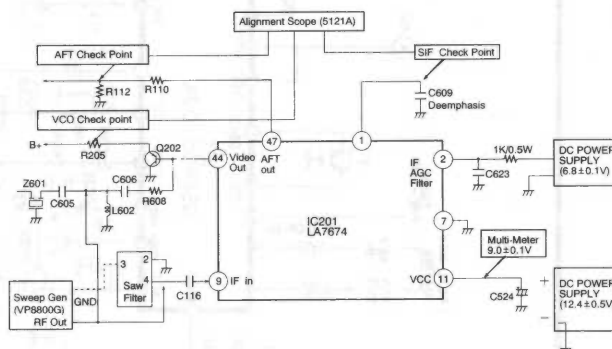 Alignment Scope (5121A)
AFT Check Point
SIF Check Point
R112
R110
C609
Deemphasis
VCO Check point
B+
R205
Q202
47
AFT
out
1
44
Video
Out
2
IF
AGC
Filter
1K/0.5W
C623
DC POWER
SUPPLY
(6.8±0.1V)
Z601
C605
C606
L602
R608
IC201
LA7674
7
Multi-Meter
9.0±0.1V
3
2
4
Saw
Filter
GND
Sweep Gen
(VP8800G)
RF Out
C116
9
IF in
VCC
11
C524
+
−
DC POWER
SUPPLY
(12.4±0.5V)